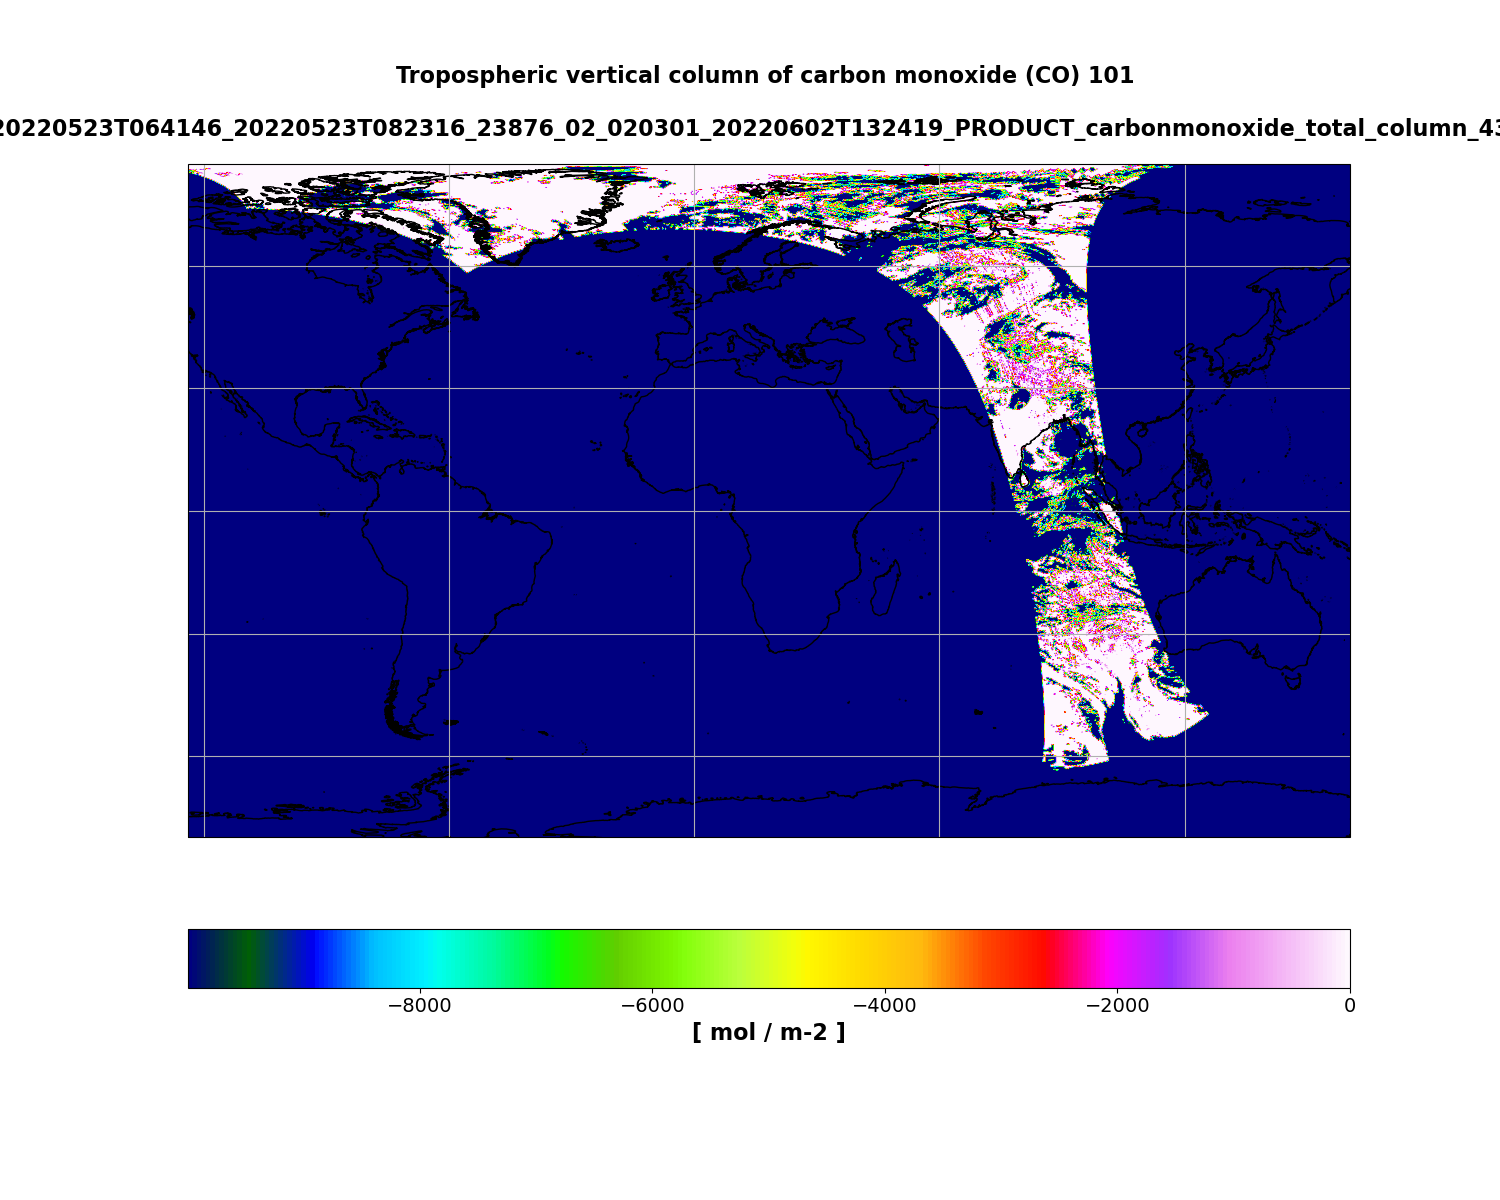 Tropospheric vertical column of carbon monoxide (CO) 101
20220523T064146_20220523T082316_23876_02_020301_20220602T132419_PRODUCT_carbonmonoxide_total_column_43
−8000 −6000 −4000 −2000 0
[ mol / m-2 ]